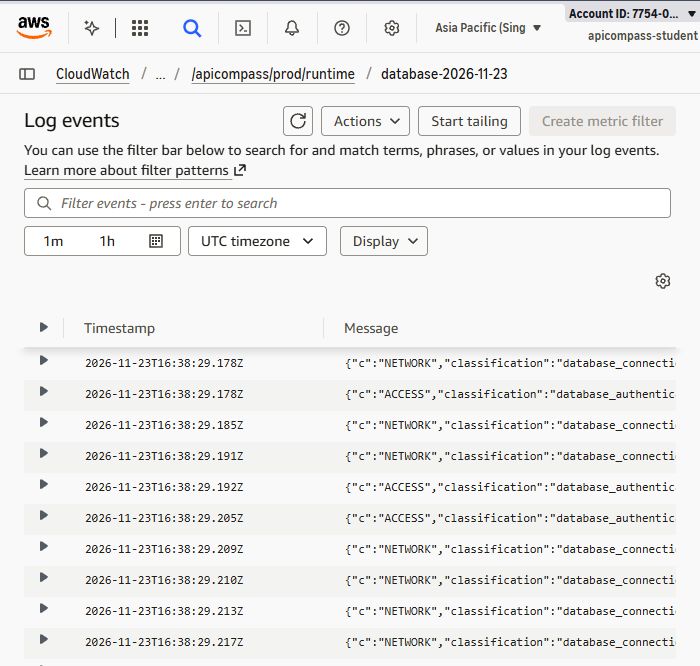 aws
Asia Pacific (Sing
Account ID: 7754-0...
apicompass-student
CloudWatch / ... / /apicompass/prod/runtime / database-2026-11-23
Log events
Actions
Start tailing
Create metric filter
You can use the filter bar below to search for and match terms, phrases, or values in your log events.
Learn more about filter patterns
Filter events - press enter to search
1m 1h UTC timezone Display
Timestamp Message
2026-11-23T16:38:29.178Z {"c":"NETWORK","classification":"database_connecti
2026-11-23T16:38:29.178Z {"c":"ACCESS","classification":"database_authentic
2026-11-23T16:38:29.185Z {"c":"NETWORK","classification":"database_connecti
2026-11-23T16:38:29.191Z {"c":"NETWORK","classification":"database_connecti
2026-11-23T16:38:29.192Z {"c":"ACCESS","classification":"database_authentic
2026-11-23T16:38:29.205Z {"c":"ACCESS","classification":"database_authentic
2026-11-23T16:38:29.209Z {"c":"NETWORK","classification":"database_connecti
2026-11-23T16:38:29.210Z {"c":"NETWORK","classification":"database_connecti
2026-11-23T16:38:29.213Z {"c":"NETWORK","classification":"database_connecti
2026-11-23T16:38:29.217Z {"c":"NETWORK","classification":"database_connecti